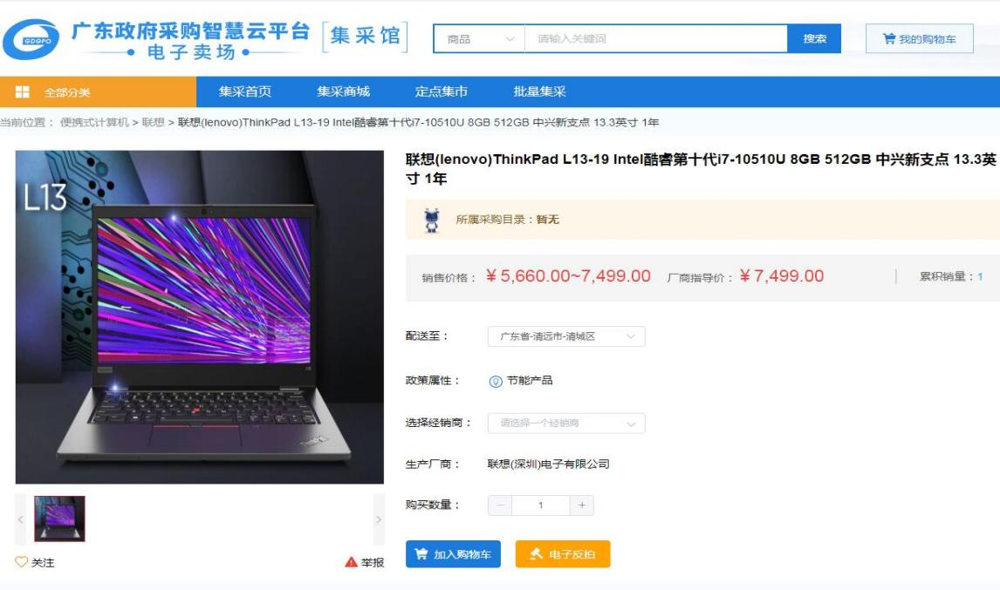 GDGPO
广东政府采购智慧云平台
电子卖场
集采馆
商品
请输入关键词
搜索
我的购物车
全部分类
集采首页
集采商城
定点集市
批量集采
当前位置： 便携式计算机 > 联想 > 联想(lenovo)ThinkPad L13-19 Intel酷睿第十代i7-10510U 8GB 512GB 中兴新支点 13.3英寸 1年
L13
联想(lenovo)ThinkPad L13-19 Intel酷睿第十代i7-10510U 8GB 512GB 中兴新支点 13.3英
寸 1年
所属采购目录：暂无
销售价格： ￥5,660.00~7,499.00 厂商指导价： ￥7,499.00 累积销量：1
配送至： 广东省-清远市-清城区
政策属性： 节能产品
选择经销商： 请选择一个经销商
生产厂商： 联想(深圳)电子有限公司
购买数量： − 1 +
关注
举报
加入购物车
电子反拍